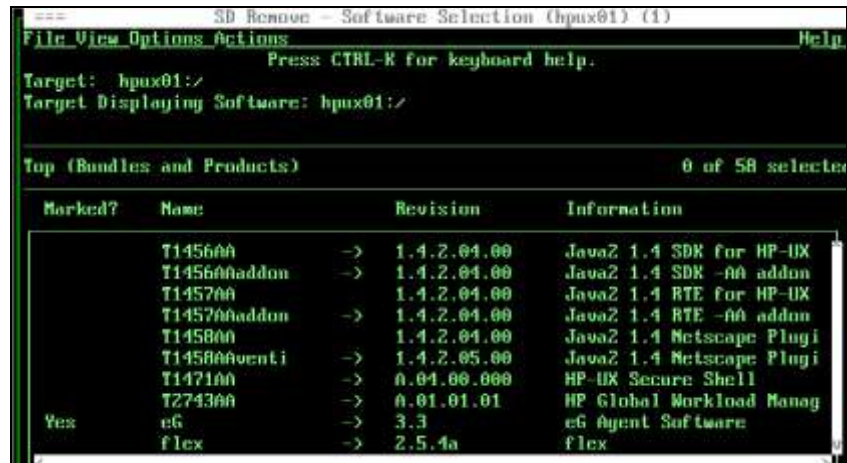 SD Remove - Software Selection (hpux01) (1)
File View Options Actions Help
Press CTRL-K for keyboard help.
Target: hpux01:/
Target Displaying Software: hpux01:/
Top (Bundles and Products) 0 of 58 selected
Marked? Name Revision Information
T1456AA -> 1.4.2.04.00 Java2 1.4 SDK for HP-UX
T1456AAaddon -> 1.4.2.04.00 Java2 1.4 SDK -AA addon
T1457AA 1.4.2.04.00 Java2 1.4 RTE for HP-UX
T1457AAaddon -> 1.4.2.04.00 Java2 1.4 RTE -AA addon
T1458AA 1.4.2.04.00 Java2 1.4 Netscape Plugi
T1458AAventi -> 1.4.2.05.00 Java2 1.4 Netscape Plugi
T1471AA -> A.04.00.000 HP-UX Secure Shell
T2743AA -> A.01.01.01 HP Global Workload Manag
Yes eG -> 3.3 eG Agent Software
flex -> 2.5.4a flex